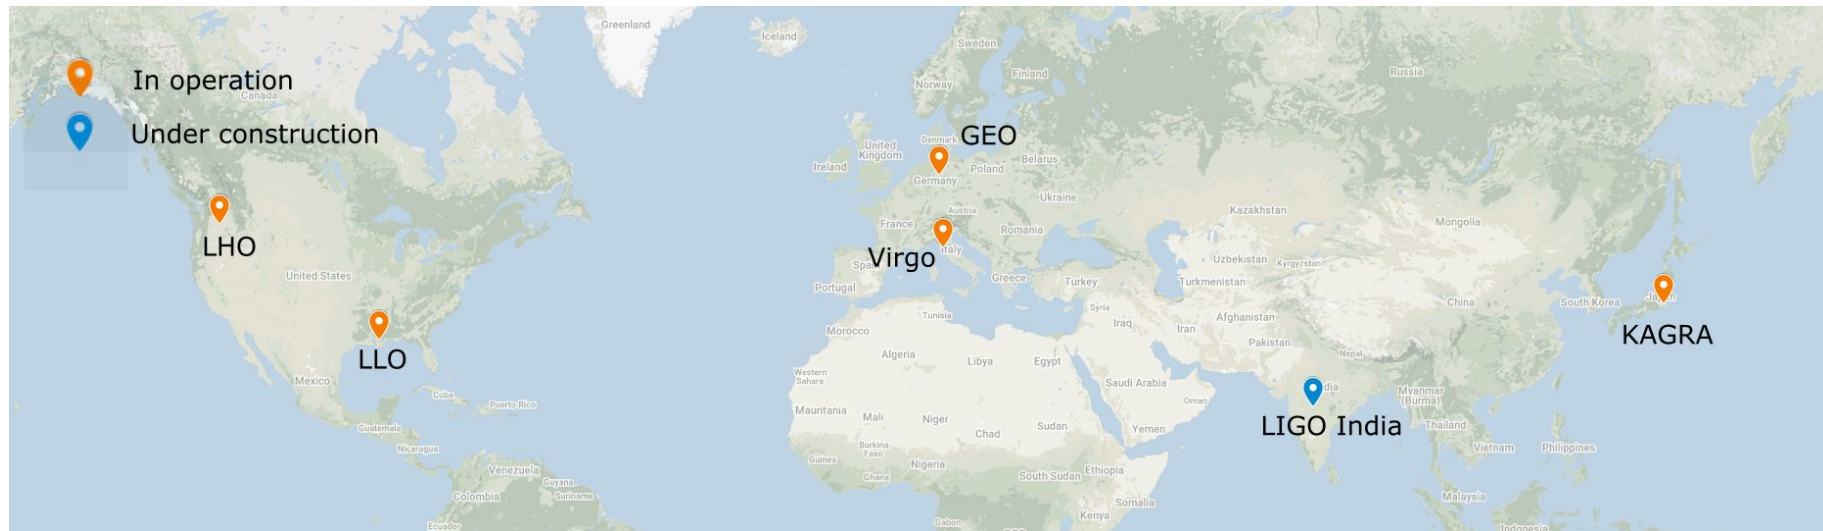 Greenland
Iceland
Sweden
Finland
Norway
Russia
In operation
Canada
Under construction
GEO
Denmark
United
Kingdom
Ireland
Belarus
Poland
Germany
Ukraine
LHO
Austria
France
Romania
Kazakhstan
Mongolia
Virgo
Italy
Spain
United States
Portugal
Greece
Turkey
Uzbekistan
Kyrgyzstan
Turkmenistan
China
South Korea
Japan
KAGRA
LLO
Syria
Tunisia
Iraq
Iran
Afghanistan
Morocco
Algeria
Libya
Egypt
Pakistan
Nepal
Mexico
Western
Sahara
Saudi Arabia
India
Myanmar
(Burma)
Cuba
Puerto Rico
Oman
Mauritania
Mali
Niger
Chad
Sudan
Yemen
LIGO India
Thailand
Vietnam
Philippines
Guatemala
Nicaragua
Burkina
Faso
Guinea
Nigeria
Ghana
South Sudan
Ethiopia
Venezuela
Guyana
Suriname
Colombia
Somalia
Kenya
Gabon
Malaysia
Ecuador
Indonesia